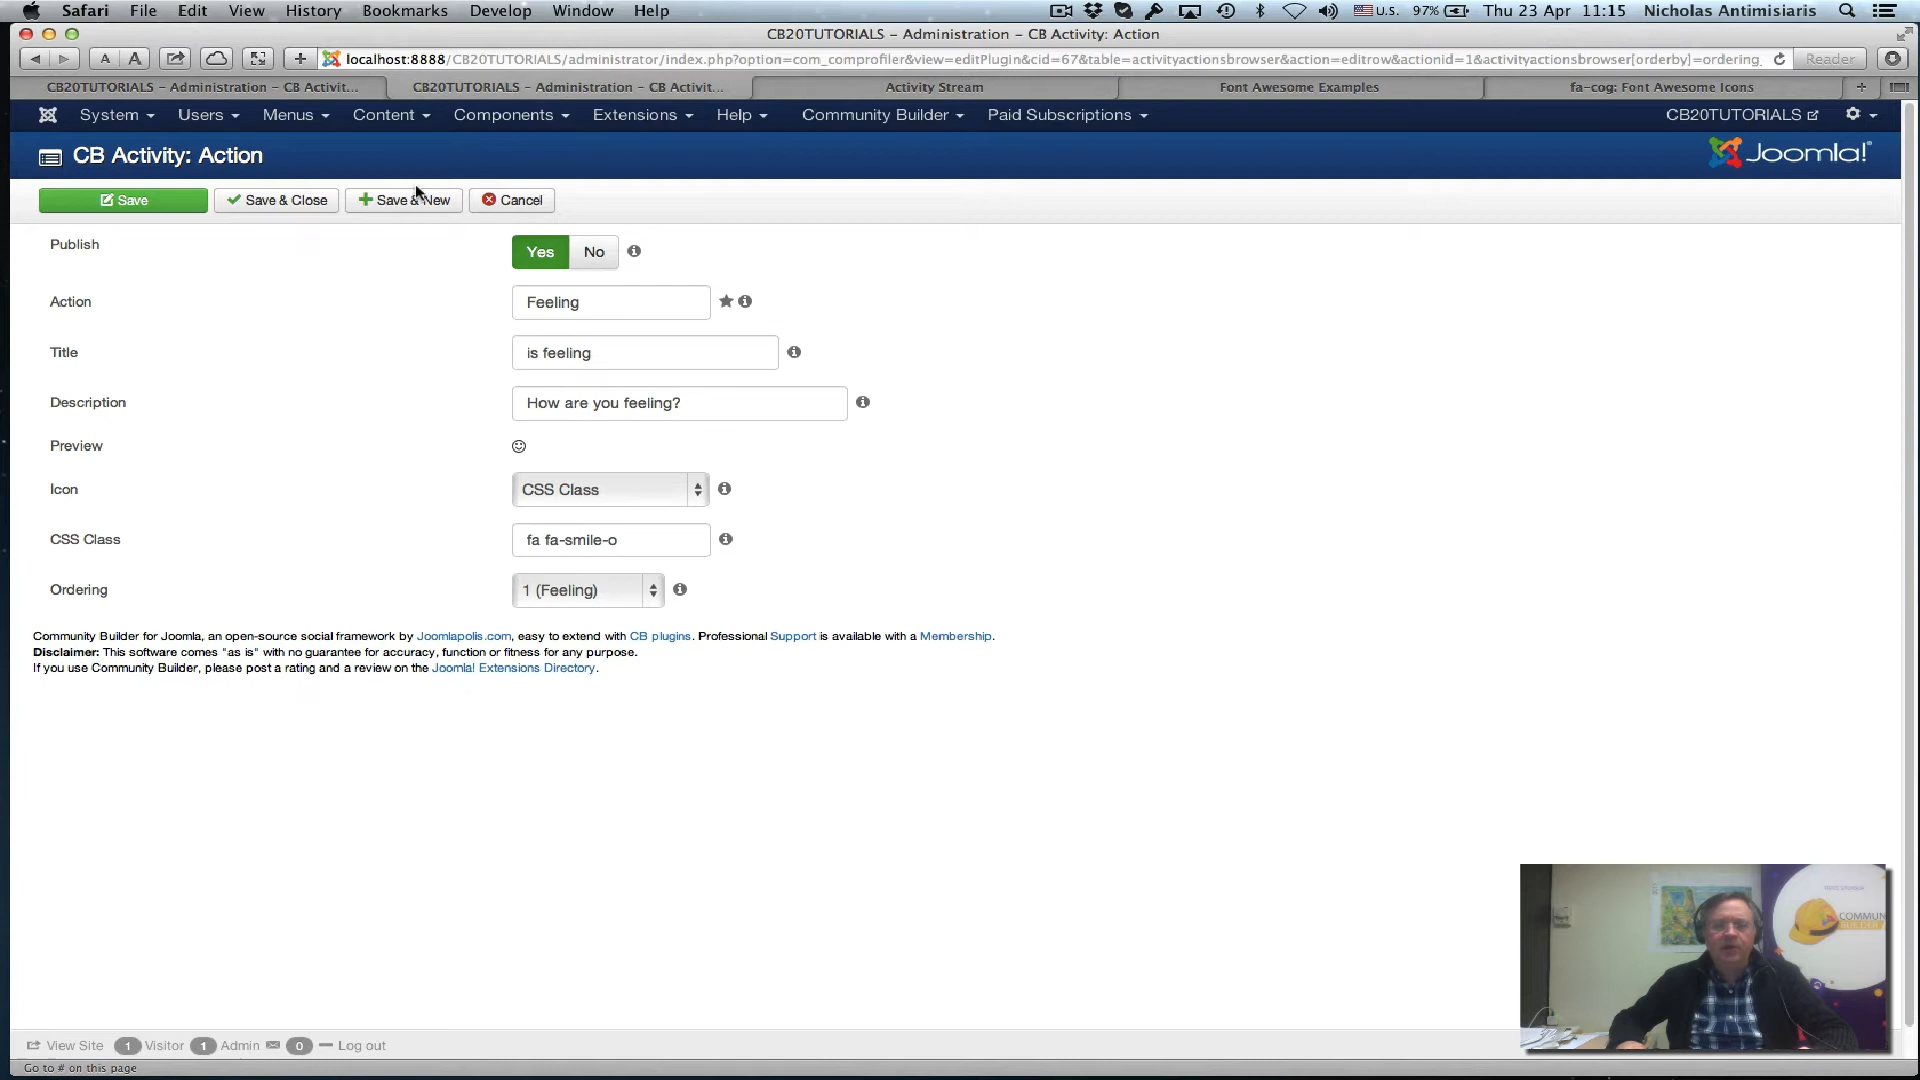 Safari File Edit View History Bookmarks Develop Window Help U.S. 97% Thu 23 Apr 11:15 Nicholas Antimisiaris
CB20TUTORIALS – Administration – CB Activity: Action
A A + localhost:8888/CB20TUTORIALS/administrator/index.php?option=com_comprofiler&view=editPlugin&cid=67&table=activityactionsbrowser&action=editrow&actionid=1&activityactionsbrowser[orderby]=ordering Reader
CB20TUTORIALS - Administration - CB Activit... CB20TUTORIALS - Administration - CB Activit... Activity Stream Font Awesome Examples fa-cog: Font Awesome Icons +
System Users Menus Content Components Extensions Help Community Builder Paid Subscriptions CB20TUTORIALS
CB Activity: Action Joomla!®
Save Save & Close Save & New Cancel
Publish Yes No
Action Feeling
Title is feeling
Description How are you feeling?
Preview
Icon CSS Class
CSS Class fa fa-smile-o
Ordering 1 (Feeling)
Community Builder for Joomla, an open-source social framework by Joomlapolis.com, easy to extend with CB plugins. Professional Support is available with a Membership.
Disclaimer: This software comes "as is" with no guarantee for accuracy, function or fitness for any purpose.
If you use Community Builder, please post a rating and a review on the Joomla! Extensions Directory.
COMMUN
BUILDER
View Site 1 Visitor 1 Admin 0 Log out
Go to # on this page